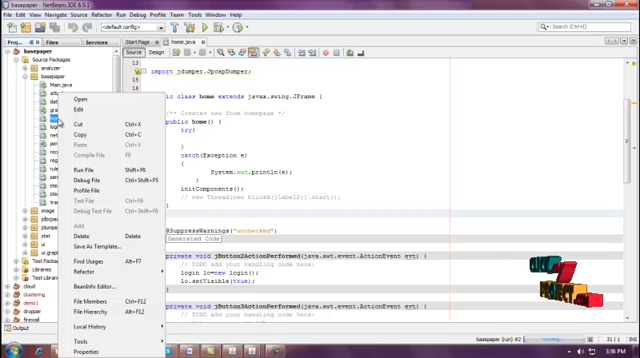 basepaper - NetBeans IDE 6.9.1
File Edit View Navigate Source Refactor Run Debug Profile Team Tools Window Help
<default config>
Search (Ctrl+I)
Files Services
Start Page home.java
Source Design
basepaper
Source Packages
analyzer
basepaper
Main.java
image
stat
ui
ui.graph
Test Packages
Libraries
Test Libraries
cloud
clustering
demo1
dropper
firewall
Open
Edit
Cut Ctrl+X
Copy Ctrl+C
Compile File F9
Run File Shift+F6
Debug File Ctrl+Shift+F5
Profile File
Test File Ctrl+F6
Debug Test File Ctrl+Shift+F6
Add
Delete Delete
Save As Template...
Find Usages Alt+F7
Refactor
BeanInfo Editor...
File Members Ctrl+F12
File Hierarchy Alt+F12
Local History
Tools
Properties
13
import jdumper.JpcapDumper;
15
public class home extends javax.swing.JFrame
/** Creates new form homepage */
public home() {
try{
}
catch(Exception e){
System.out.println(e);
}
initComponents();
// new Thread(new blink(jLabel2)).start();
}
@SuppressWarnings("unchecked")
Generated Code
private void jButton2ActionPerformed(java.awt.event.ActionEvent evt) {
// TODO add your handling code here:
login lo=new login();
lo.setVisible(true);
}
private void jButton3ActionPerformed(java.awt.event.ActionEvent evt) {
// TODO add your handling code here:
Output
basepaper (run) #2 running...
31 | 1
3:36 PM